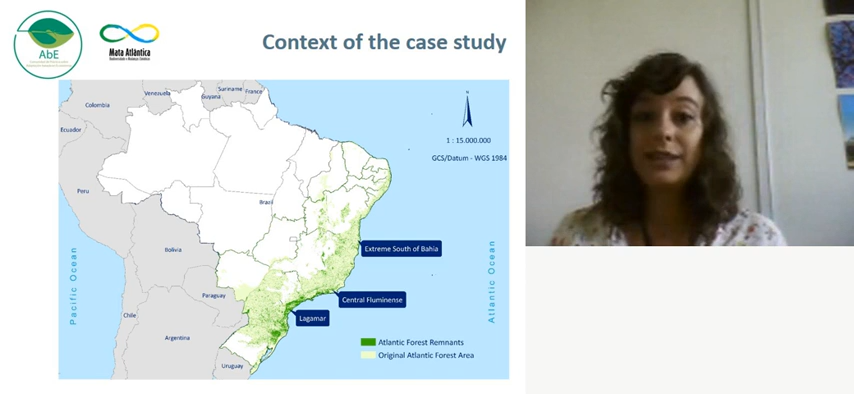 AbE
Mata Atlântica
Context of the case study
Venezuela
Suriname
Guyana
France
Colombia
Ecuador
N
1 : 15.000.000
GCS/Datum - WGS 1984
Peru
Brazil
Bolivia
Extreme South of Bahia
Pacific Ocean
Atlantic Ocean
Paraguay
Central Fluminense
Chile
Lagamar
Argentina
Atlantic Forest Remnants
Original Atlantic Forest Area
Uruguay